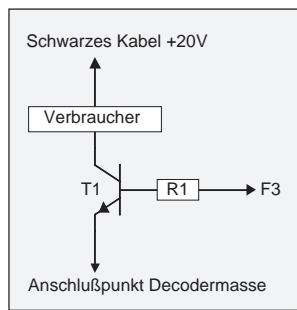 Schwarzes Kabel +20V
Verbraucher
T1 R1 F3
Anschlußpunkt Decodermasse